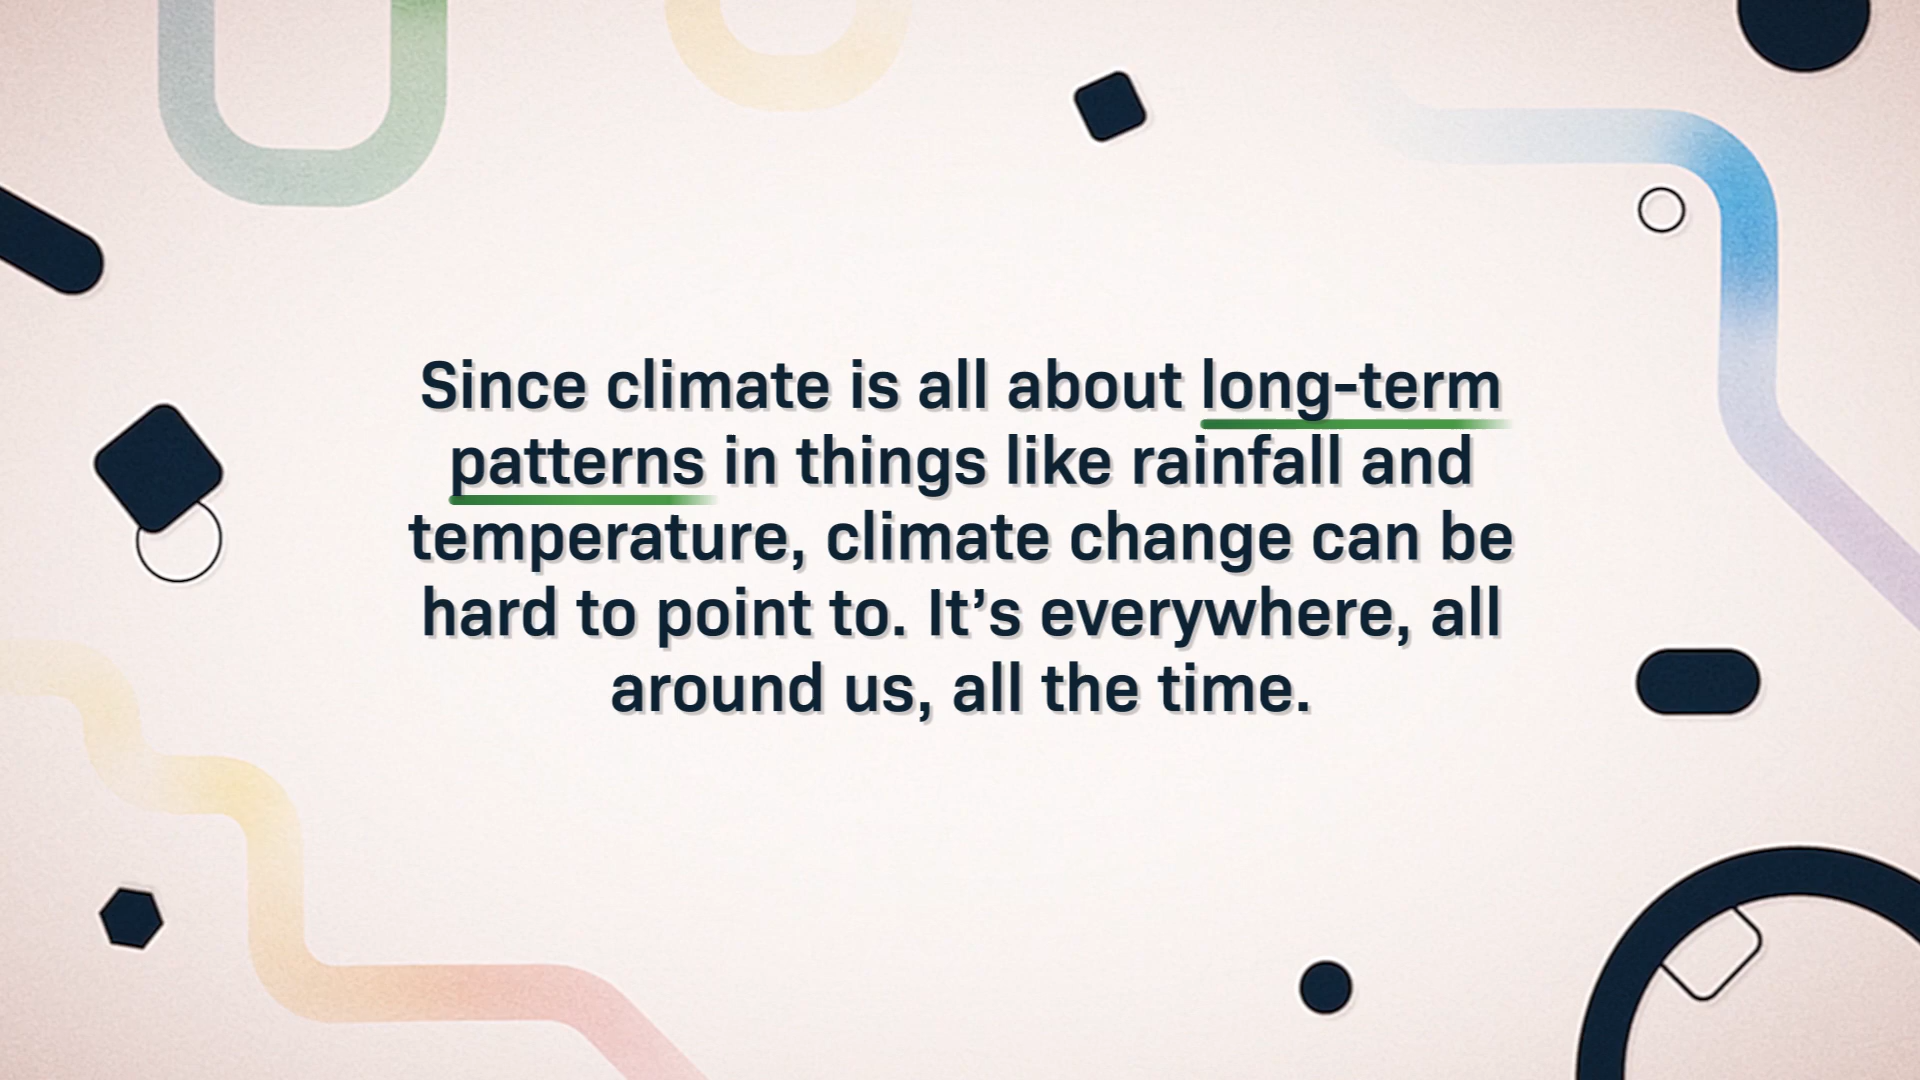 Since climate is all about long-term
patterns in things like rainfall and
temperature, climate change can be
hard to point to. It’s everywhere, all
around us, all the time.